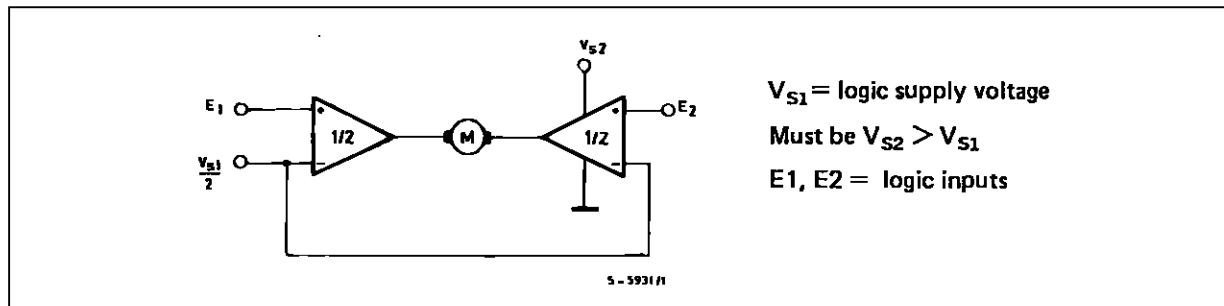 V_S2
E₁
+
1/2
M
+
1/2
E₂
V_S1
2
−
−
V_S1 = logic supply voltage
Must be V_S2 > V_S1
E1, E2 = logic inputs
S - 5931/1